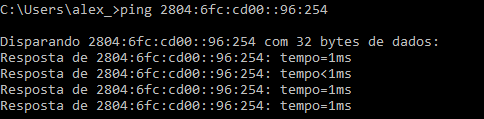 C:\Users\alex_>ping 2804:6fc:cd00::96:254
Disparando 2804:6fc:cd00::96:254 com 32 bytes de dados:
Resposta de 2804:6fc:cd00::96:254: tempo=1ms
Resposta de 2804:6fc:cd00::96:254: tempo<1ms
Resposta de 2804:6fc:cd00::96:254: tempo=1ms
Resposta de 2804:6fc:cd00::96:254: tempo=1ms